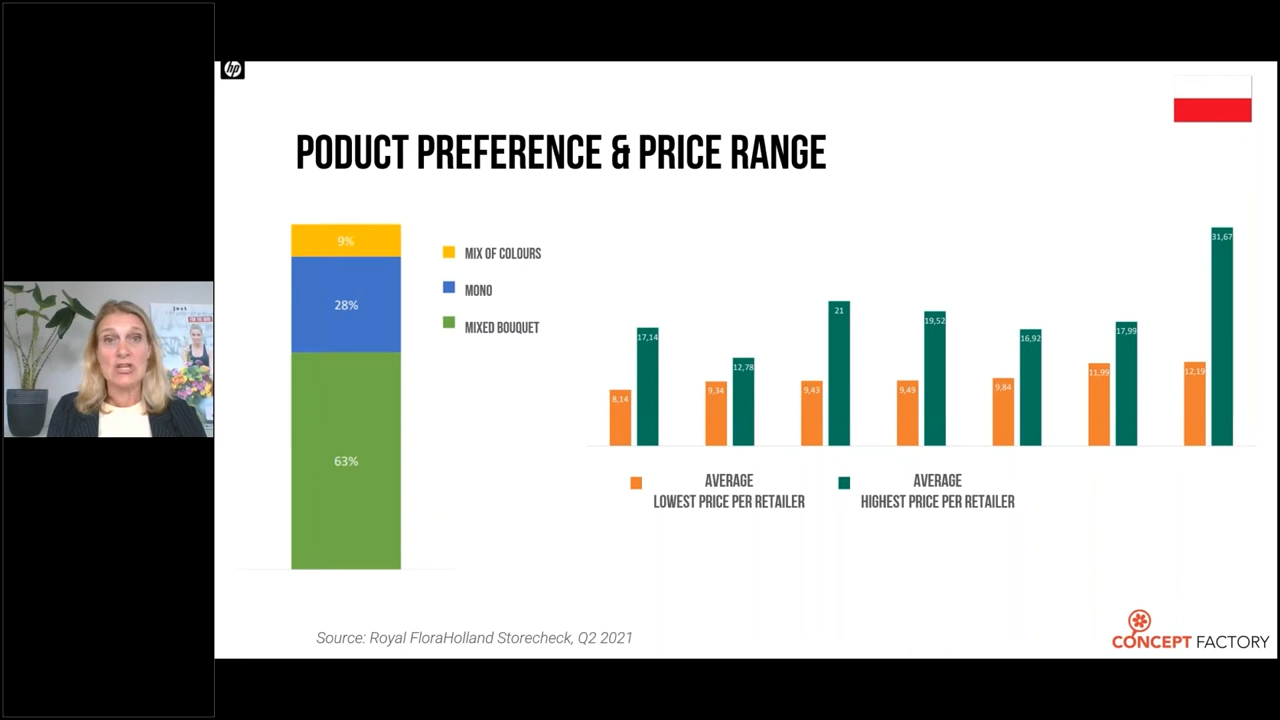 hp
PODUCT PREFERENCE & PRICE RANGE
9%
28%
63%
MIX OF COLOURS
MONO
MIXED BOUQUET
8,14
17,14
9,34
12,78
9,43
21
9,49
19,52
9,84
16,92
11,99
17,99
12,19
31,67
AVERAGE
LOWEST PRICE PER RETAILER
AVERAGE
HIGHEST PRICE PER RETAILER
Source: Royal FloraHolland Storecheck, Q2 2021
CONCEPT FACTORY
just